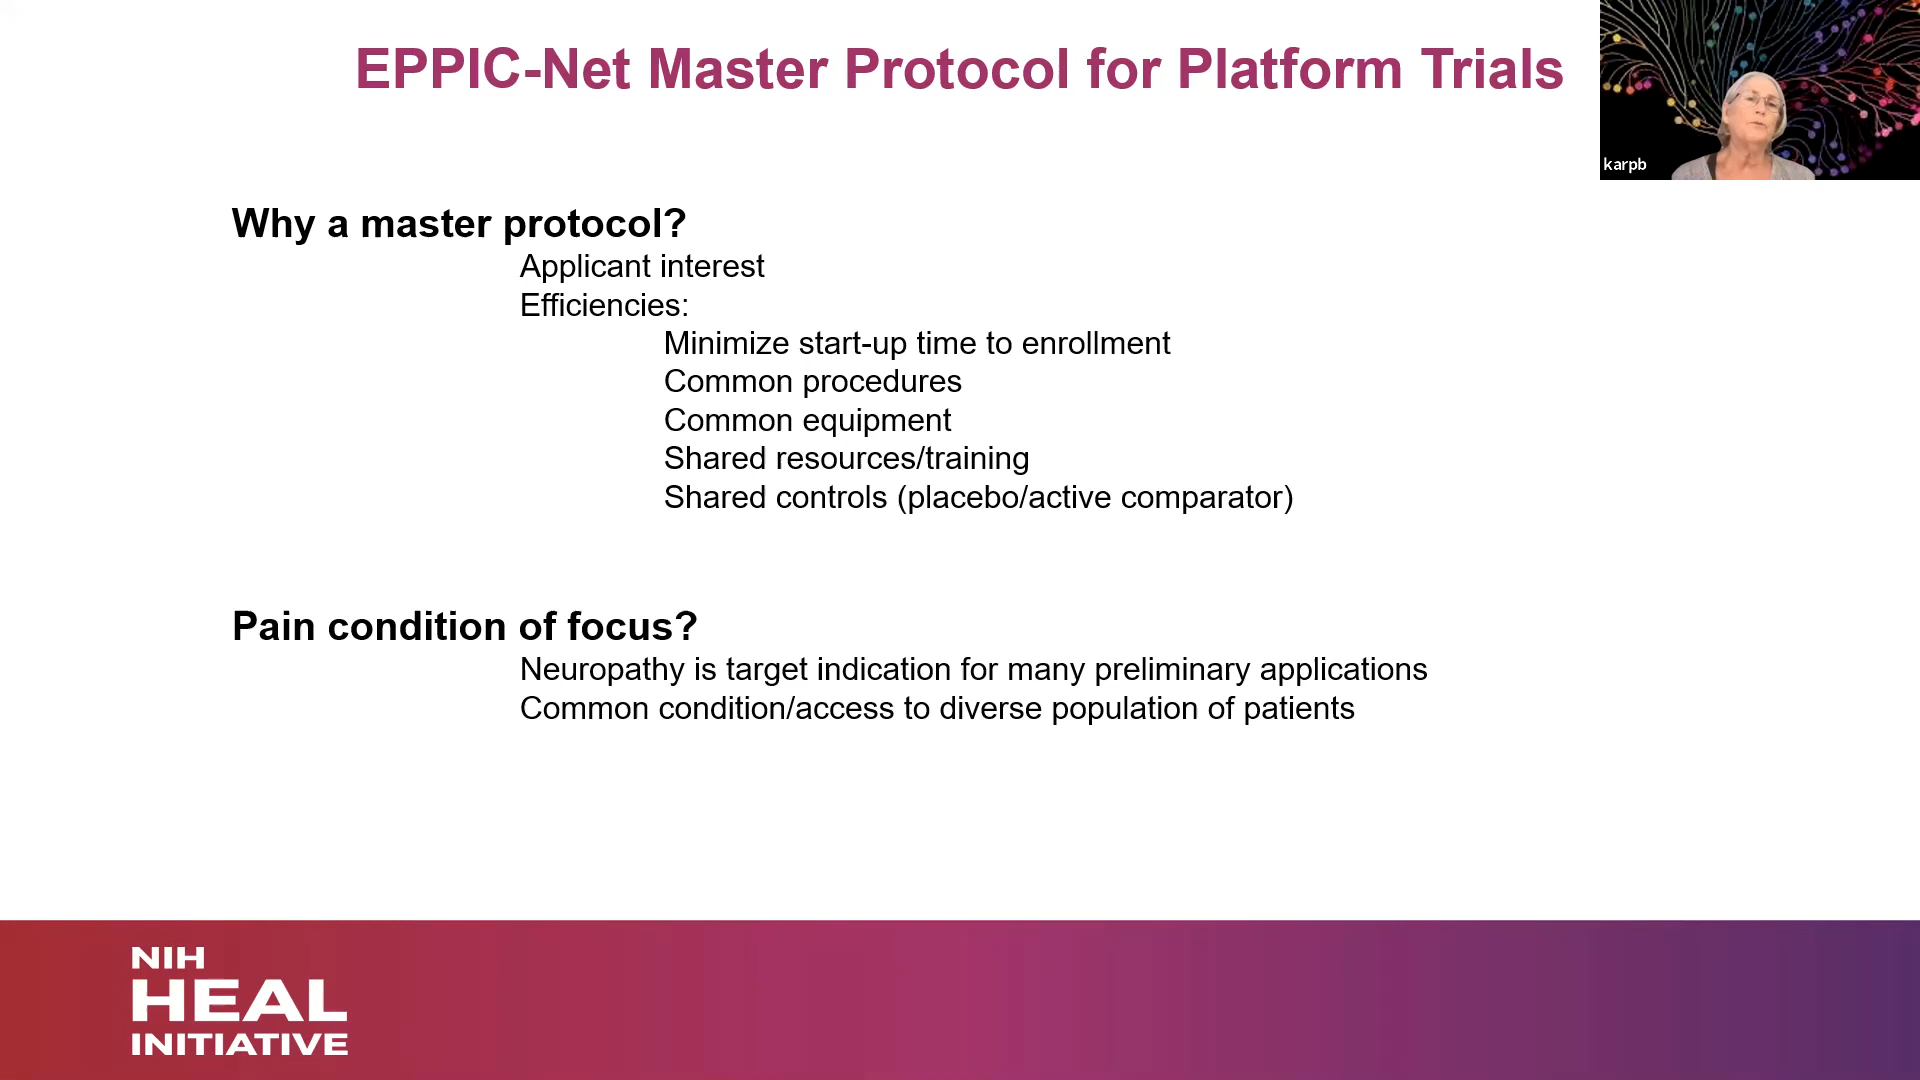 EPPIC-Net Master Protocol for Platform Trials
karpb
Why a master protocol?
Applicant interest
Efficiencies:
Minimize start-up time to enrollment
Common procedures
Common equipment
Shared resources/training
Shared controls (placebo/active comparator)
Pain condition of focus?
Neuropathy is target indication for many preliminary applications
Common condition/access to diverse population of patients
NIH
HEAL
INITIATIVE